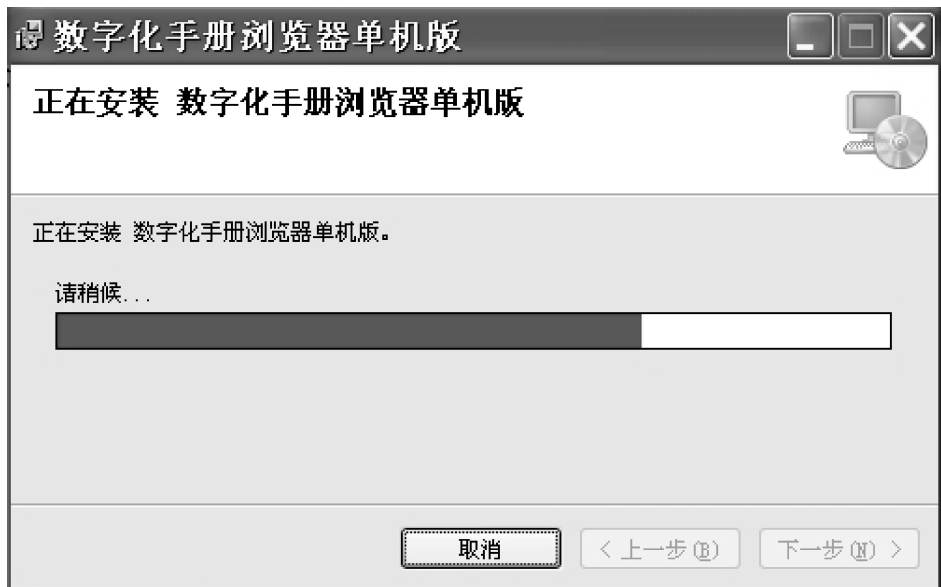 数字化手册浏览器单机版
正在安装 数字化手册浏览器单机版
正在安装 数字化手册浏览器单机版。
请稍候...
取消
< 上一步(B)
下一步(N) >